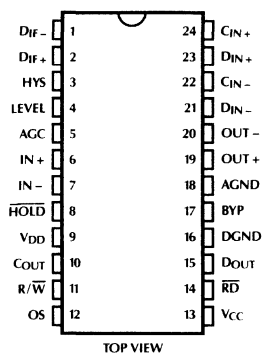 DIF - 1 24 CIN +
DIF + 2 23 DIN +
HYS 3 22 CIN -
LEVEL 4 21 DIN -
AGC 5 20 OUT -
IN + 6 19 OUT +
IN - 7 18 AGND
H̅O̅L̅D̅ 8 17 BYP
VDD 9 16 DGND
COUT 10 15 DOUT
R/W̅ 11 14 R̅D̅
OS 12 13 VCC
TOP VIEW